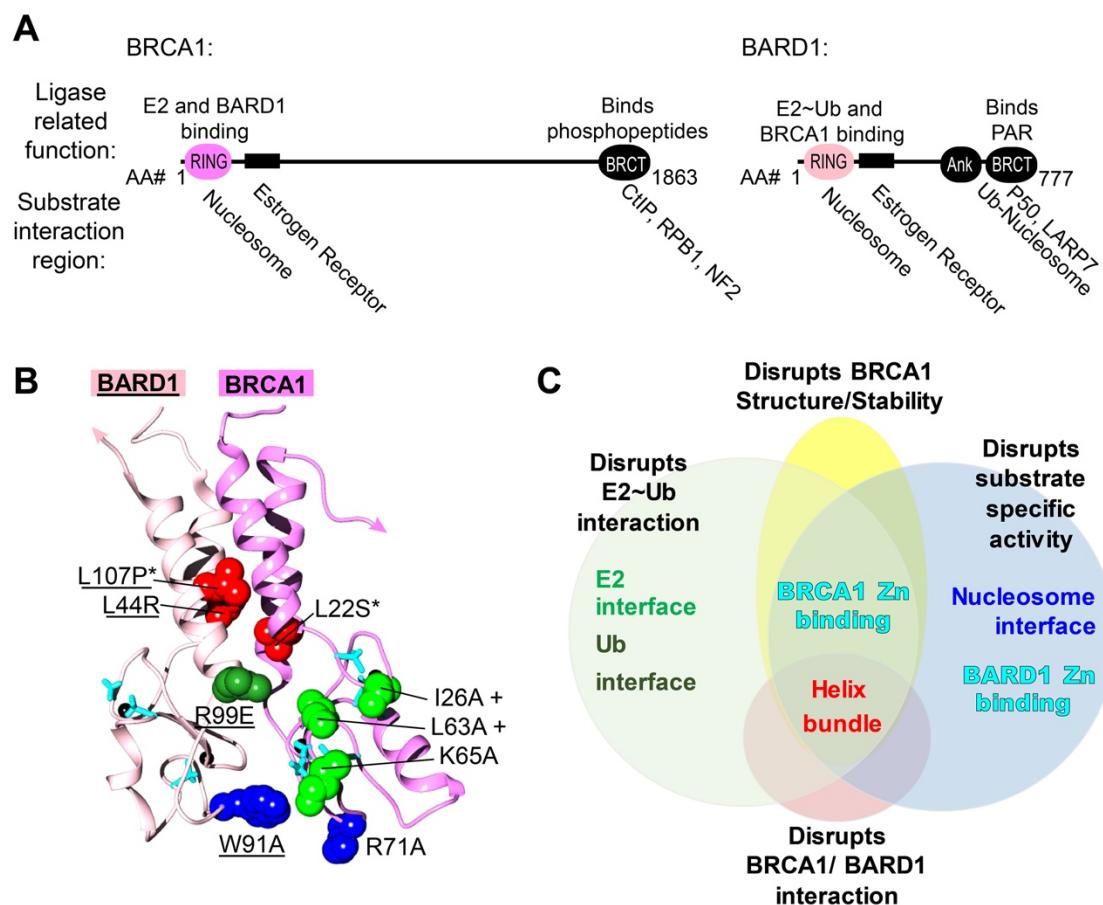 A
BRCA1:
BARD1:
Ligase
related
function:
E2 and BARD1
binding
Binds
phosphopeptides
E2~Ub and
BRCA1 binding
Binds
PAR
RING
BRCT
RING
Ank
BRCT
AA# 1
1863
AA# 1
777
Substrate
interaction
region:
Nucleosome
Estrogen Receptor
CtIP, RPB1, NF2
Nucleosome
Estrogen Receptor
Ub-Nucleosome
P50, LARP7
B
BARD1
BRCA1
L107P*
L44R
L22S*
I26A +
L63A +
K65A
R99E
W91A
R71A
C
Disrupts BRCA1
Structure/Stability
Disrupts
E2~Ub
interaction
Disrupts
substrate
specific
activity
E2
interface
Ub
interface
BRCA1 Zn
binding
Nucleosome
interface
BARD1 Zn
binding
Helix
bundle
Disrupts
BRCA1/ BARD1
interaction